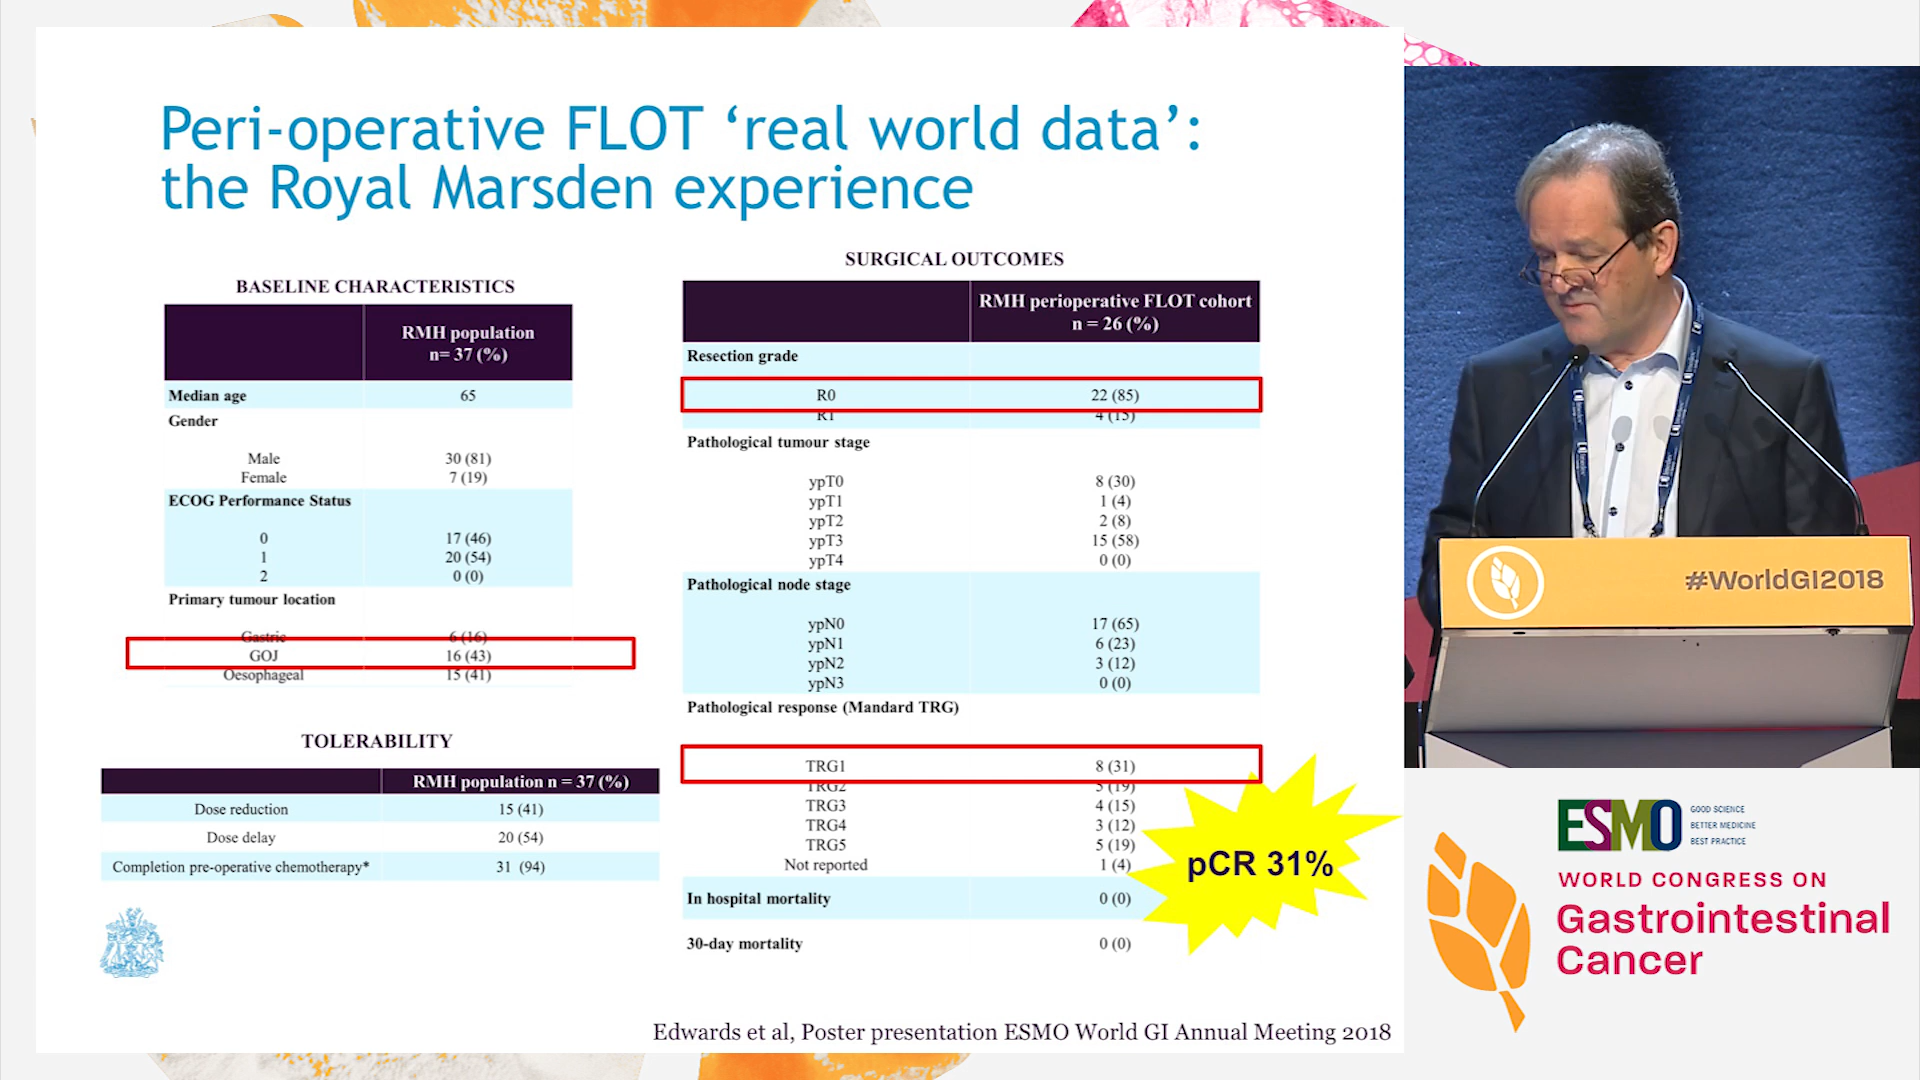 Peri-operative FLOT ‘real world data’:
the Royal Marsden experience
BASELINE CHARACTERISTICS
RMH population
n= 37 (%)
Median age 65
Gender
Male 30 (81)
Female 7 (19)
ECOG Performance Status
0 17 (46)
1 20 (54)
2 0 (0)
Primary tumour location
Gastric 6 (16)
GOJ 16 (43)
Oesophageal 15 (41)
TOLERABILITY
RMH population n = 37 (%)
Dose reduction 15 (41)
Dose delay 20 (54)
Completion pre-operative chemotherapy* 31 (94)
SURGICAL OUTCOMES
RMH perioperative FLOT cohort
n = 26 (%)
Resection grade
R0 22 (85)
R1 4 (15)
Pathological tumour stage
ypT0 8 (30)
ypT1 1 (4)
ypT2 2 (8)
ypT3 15 (58)
ypT4 0 (0)
Pathological node stage
ypN0 17 (65)
ypN1 6 (23)
ypN2 3 (12)
ypN3 0 (0)
Pathological response (Mandard TRG)
TRG1 8 (31)
TRG2 5 (19)
TRG3 4 (15)
TRG4 3 (12)
TRG5 5 (19)
Not reported 1 (4)
In hospital mortality 0 (0)
30-day mortality 0 (0)
pCR 31%
Edwards et al, Poster presentation ESMO World GI Annual Meeting 2018
#WorldGI2018
ESMO
GOOD SCIENCE
BETTER MEDICINE
BEST PRACTICE
WORLD CONGRESS ON
Gastrointestinal
Cancer